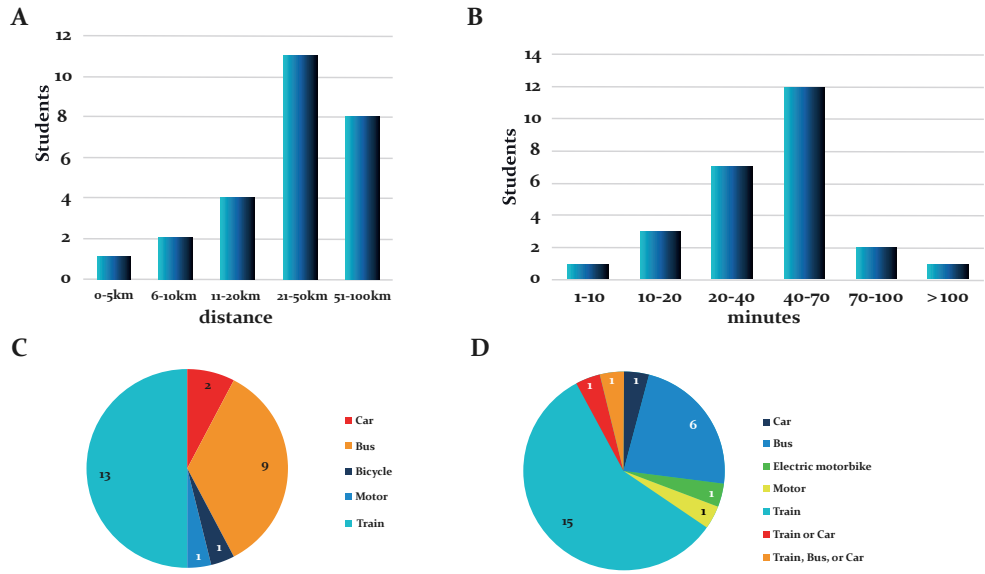 A
12
10
8
6
4
2
0
Students
0-5km 6-10km 11-20km 21-50km 51-100km
distance
B
14
12
10
8
6
4
2
0
Students
1-10 10-20 20-40 40-70 70-100 >100
minutes
C
2
9
1
1
13
Car
Bus
Bicycle
Motor
Train
D
1
6
1
1
15
1
1
Car
Bus
Electric motorbike
Motor
Train
Train or Car
Train, Bus, or Car